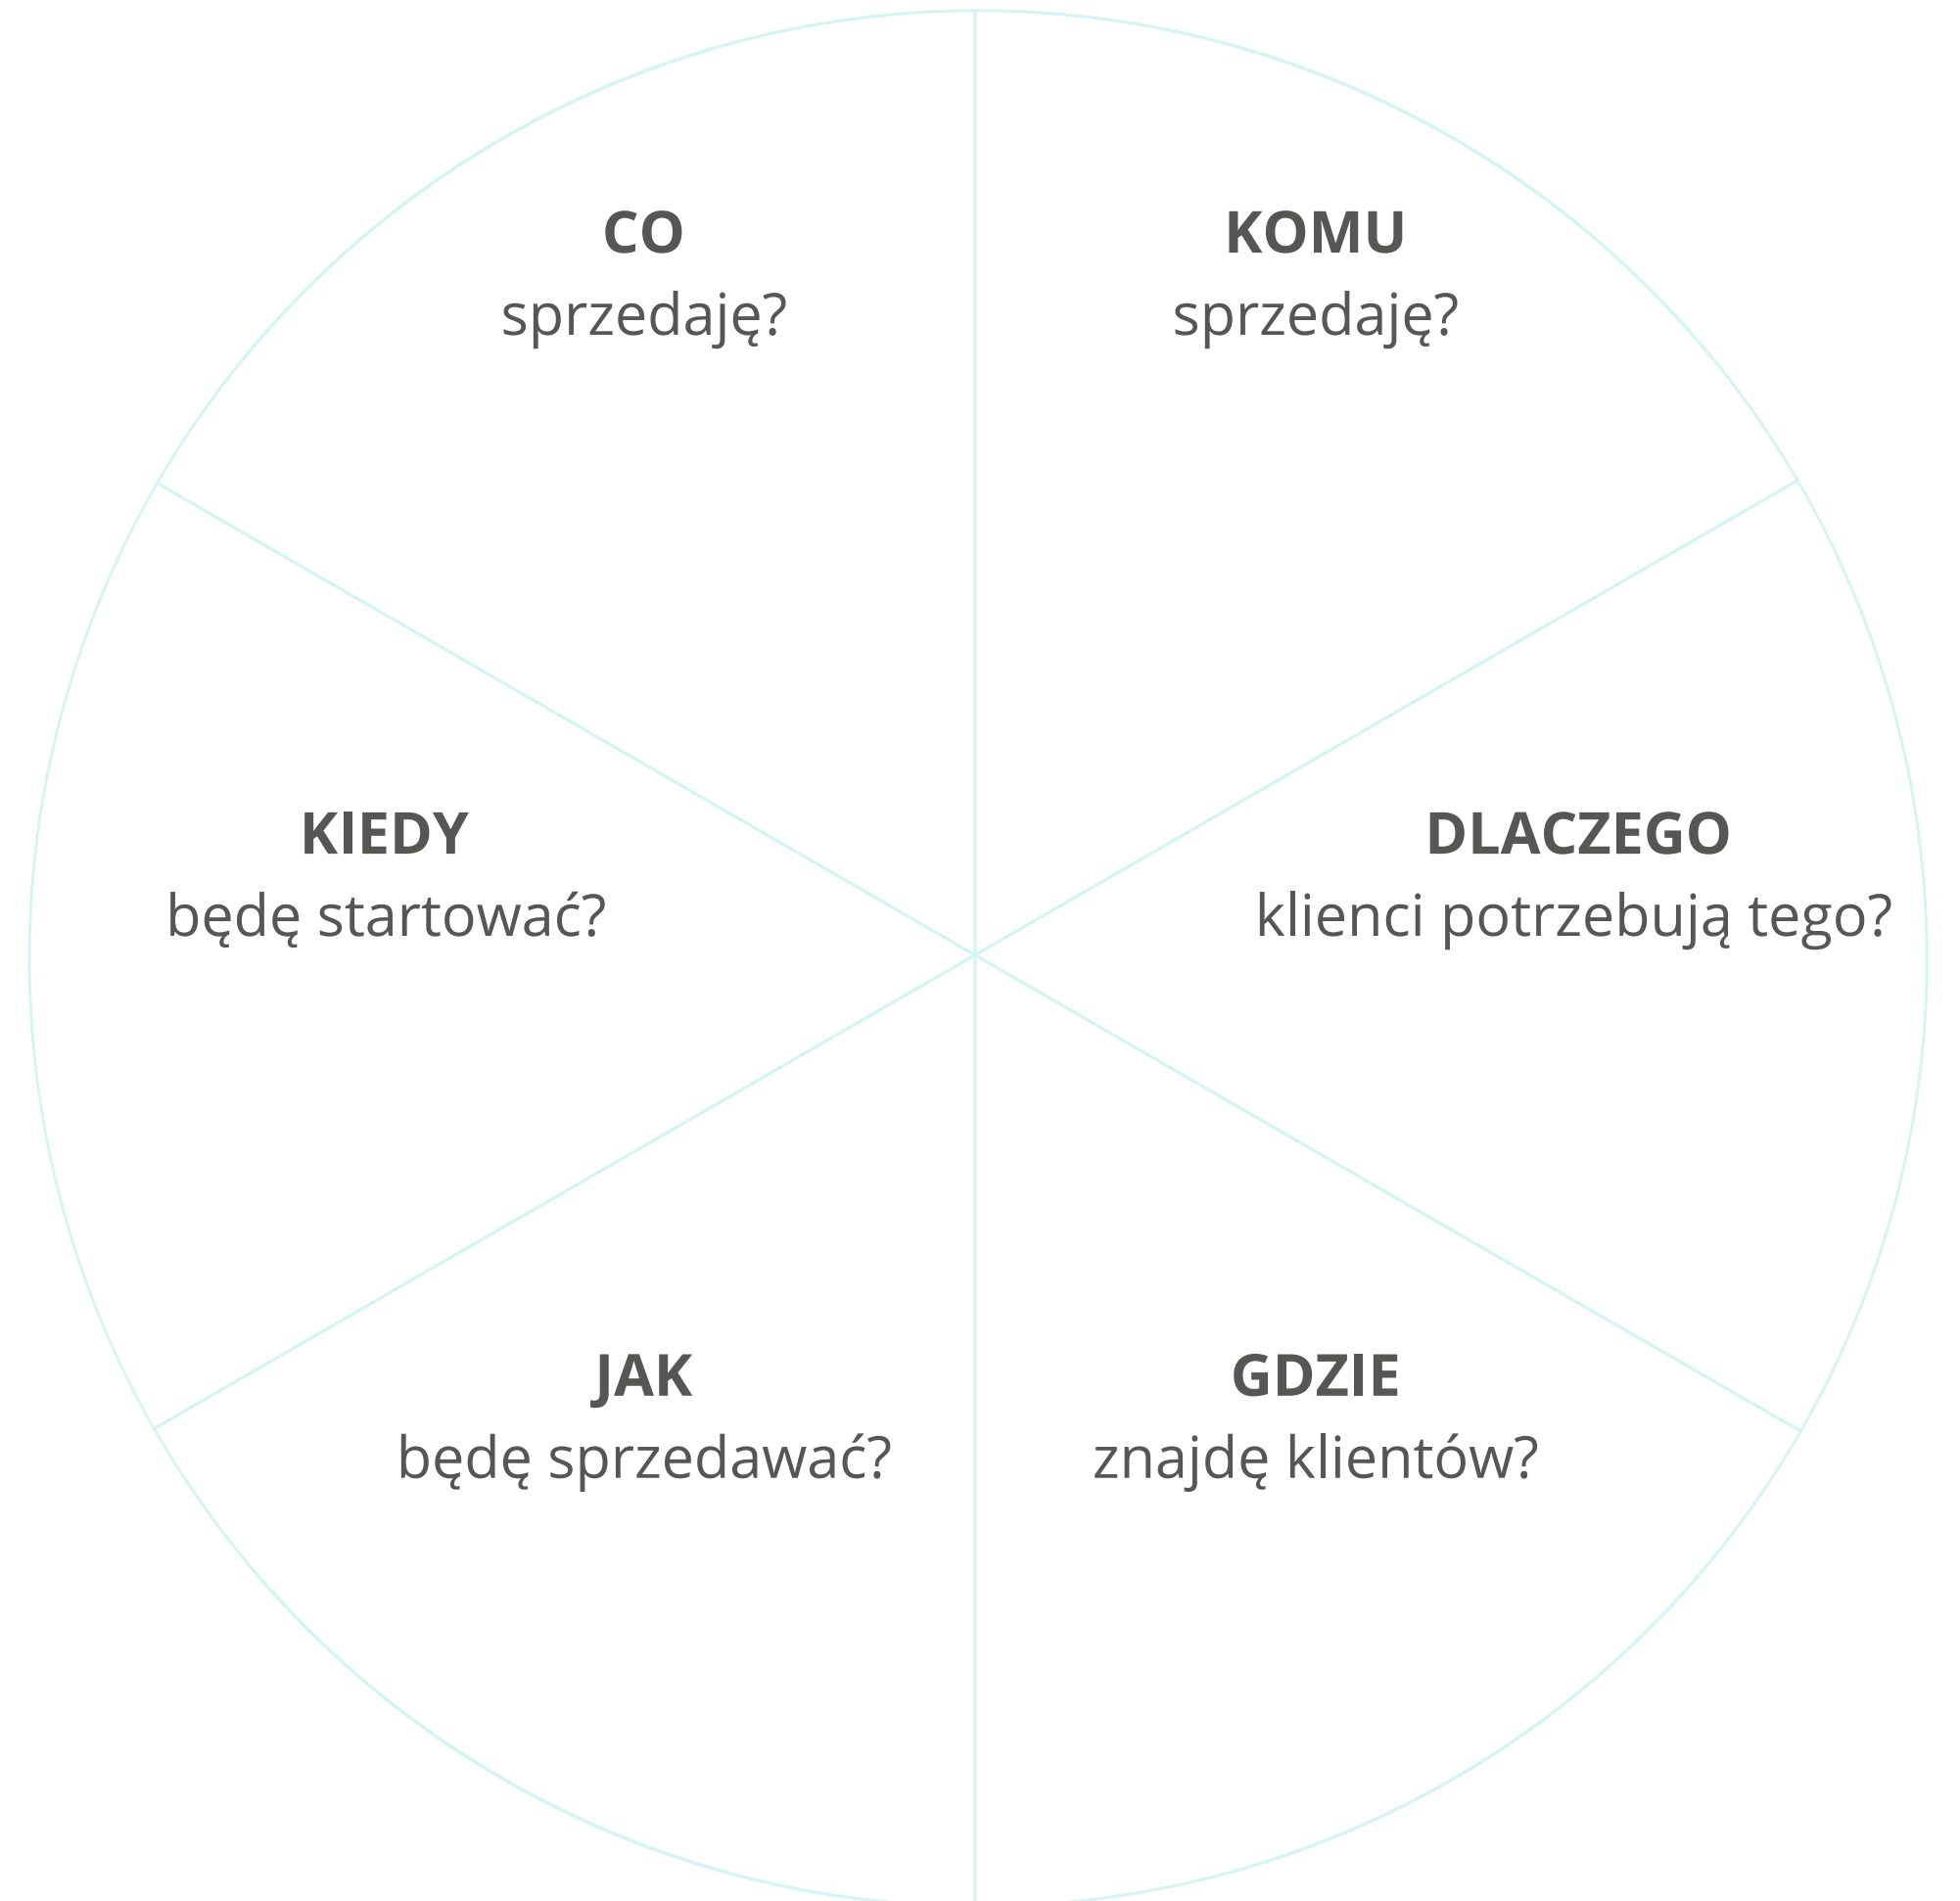 CO
sprzedaję?
KOMU
sprzedaję?
KIEDY
będę startować?
DLACZEGO
klienci potrzebują tego?
JAK
będę sprzedawać?
GDZIE
znajdę klientów?